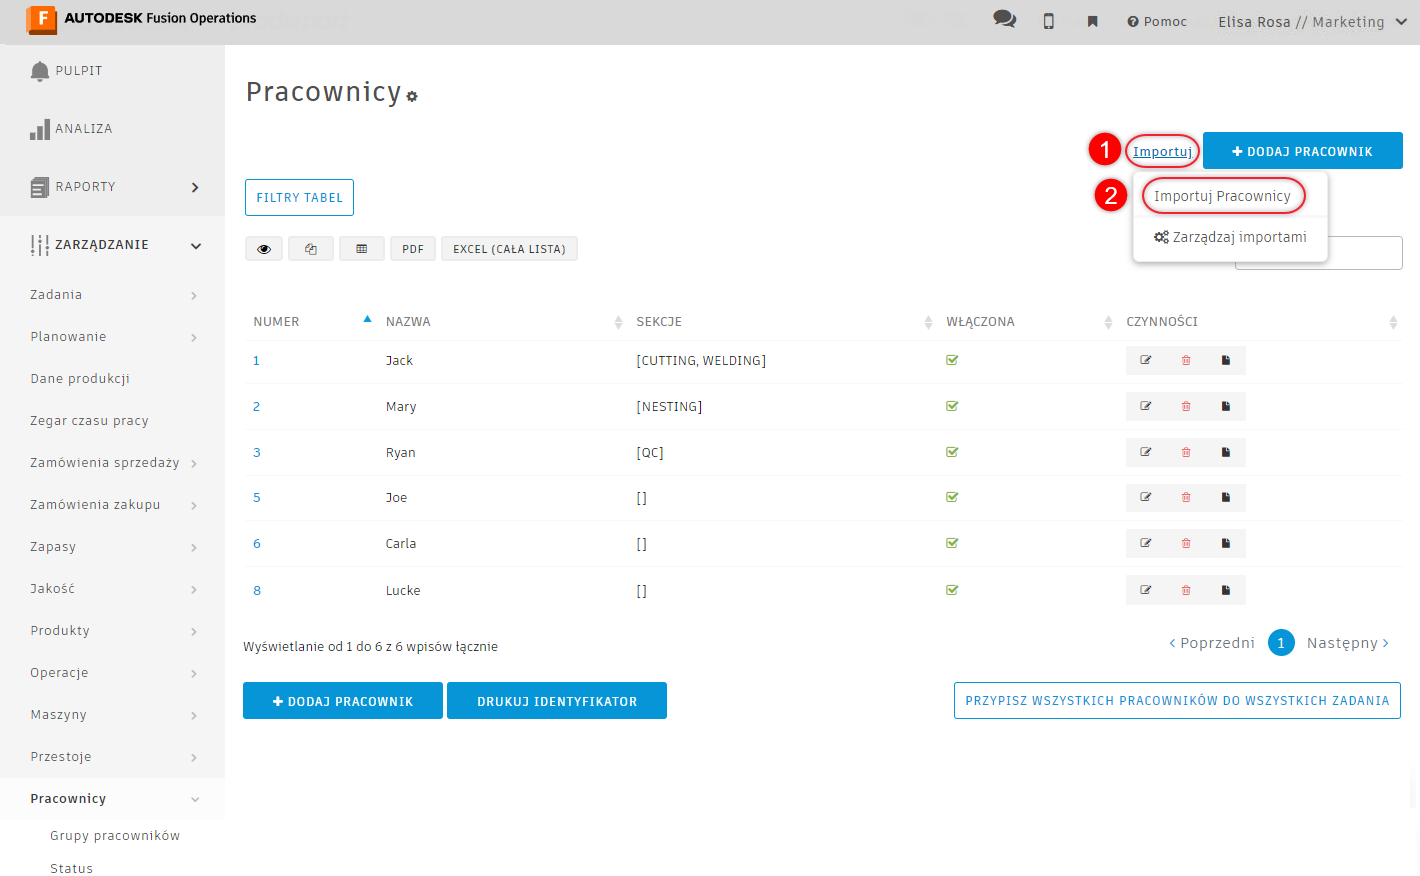 F AUTODESK Fusion Operations
Pomoc
Elisa Rosa // Marketing
PULPIT
ANALIZA
RAPORTY
ZARZĄDZANIE
Zadania
Planowanie
Dane produkcji
Zegar czasu pracy
Zamówienia sprzedaży
Zamówienia zakupu
Zapasy
Jakość
Produkty
Operacje
Maszyny
Przestoje
Pracownicy
Grupy pracowników
Status
Pracownicy
1 Importuj
+ DODAJ PRACOWNIK
2 Importuj Pracownicy
Zarządzaj importami
FILTRY TABEL
PDF EXCEL (CAŁA LISTA)
NUMER NAZWA SEKCJE WŁĄCZONA CZYNNOŚCI
1 Jack [CUTTING, WELDING]
2 Mary [NESTING]
3 Ryan [QC]
5 Joe []
6 Carla []
8 Lucke []
Wyświetlanie od 1 do 6 z 6 wpisów łącznie
< Poprzedni 1 Następny >
+ DODAJ PRACOWNIK DRUKUJ IDENTYFIKATOR
PRZYPISZ WSZYSTKICH PRACOWNIKÓW DO WSZYSTKICH ZADANIA